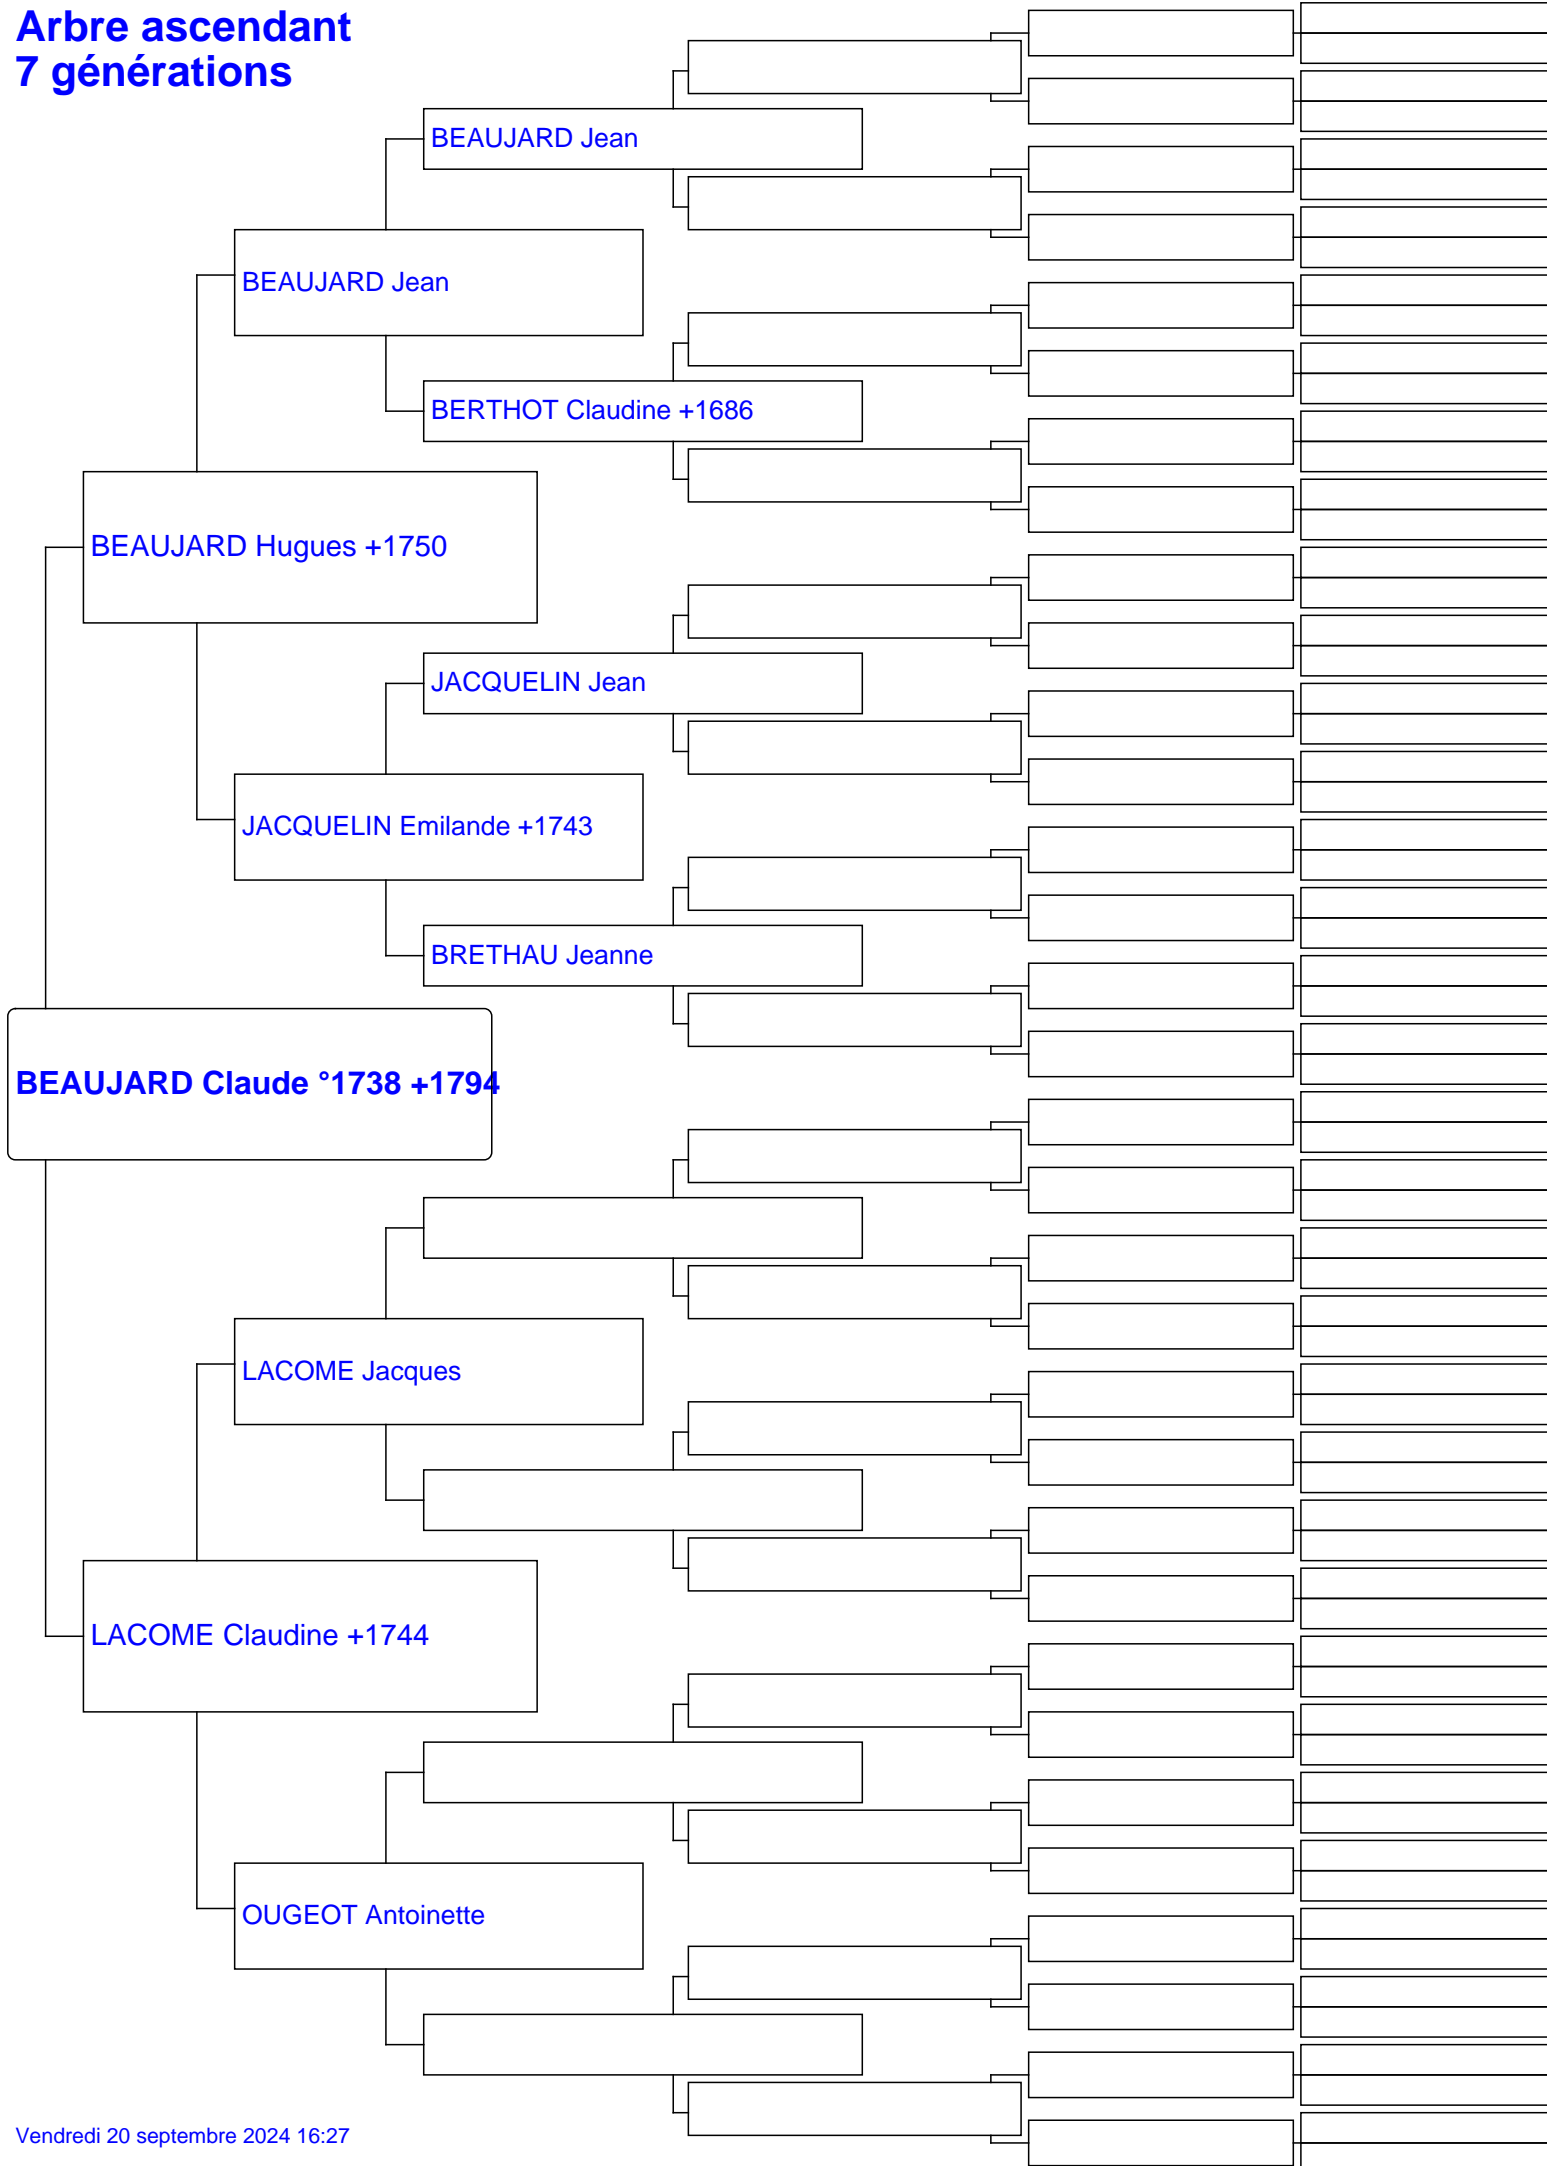 Arbre ascendant
7 générations
BEAUJARD Jean
BEAUJARD Jean
BERTHOT Claudine +1686
BEAUJARD Hugues +1750
JACQUELIN Jean
JACQUELIN Emilande +1743
BRETHAU Jeanne
BEAUJARD Claude °1738 +1794
LACOME Jacques
LACOME Claudine +1744
OUGEOT Antoinette
Vendredi 20 septembre 2024 16:27